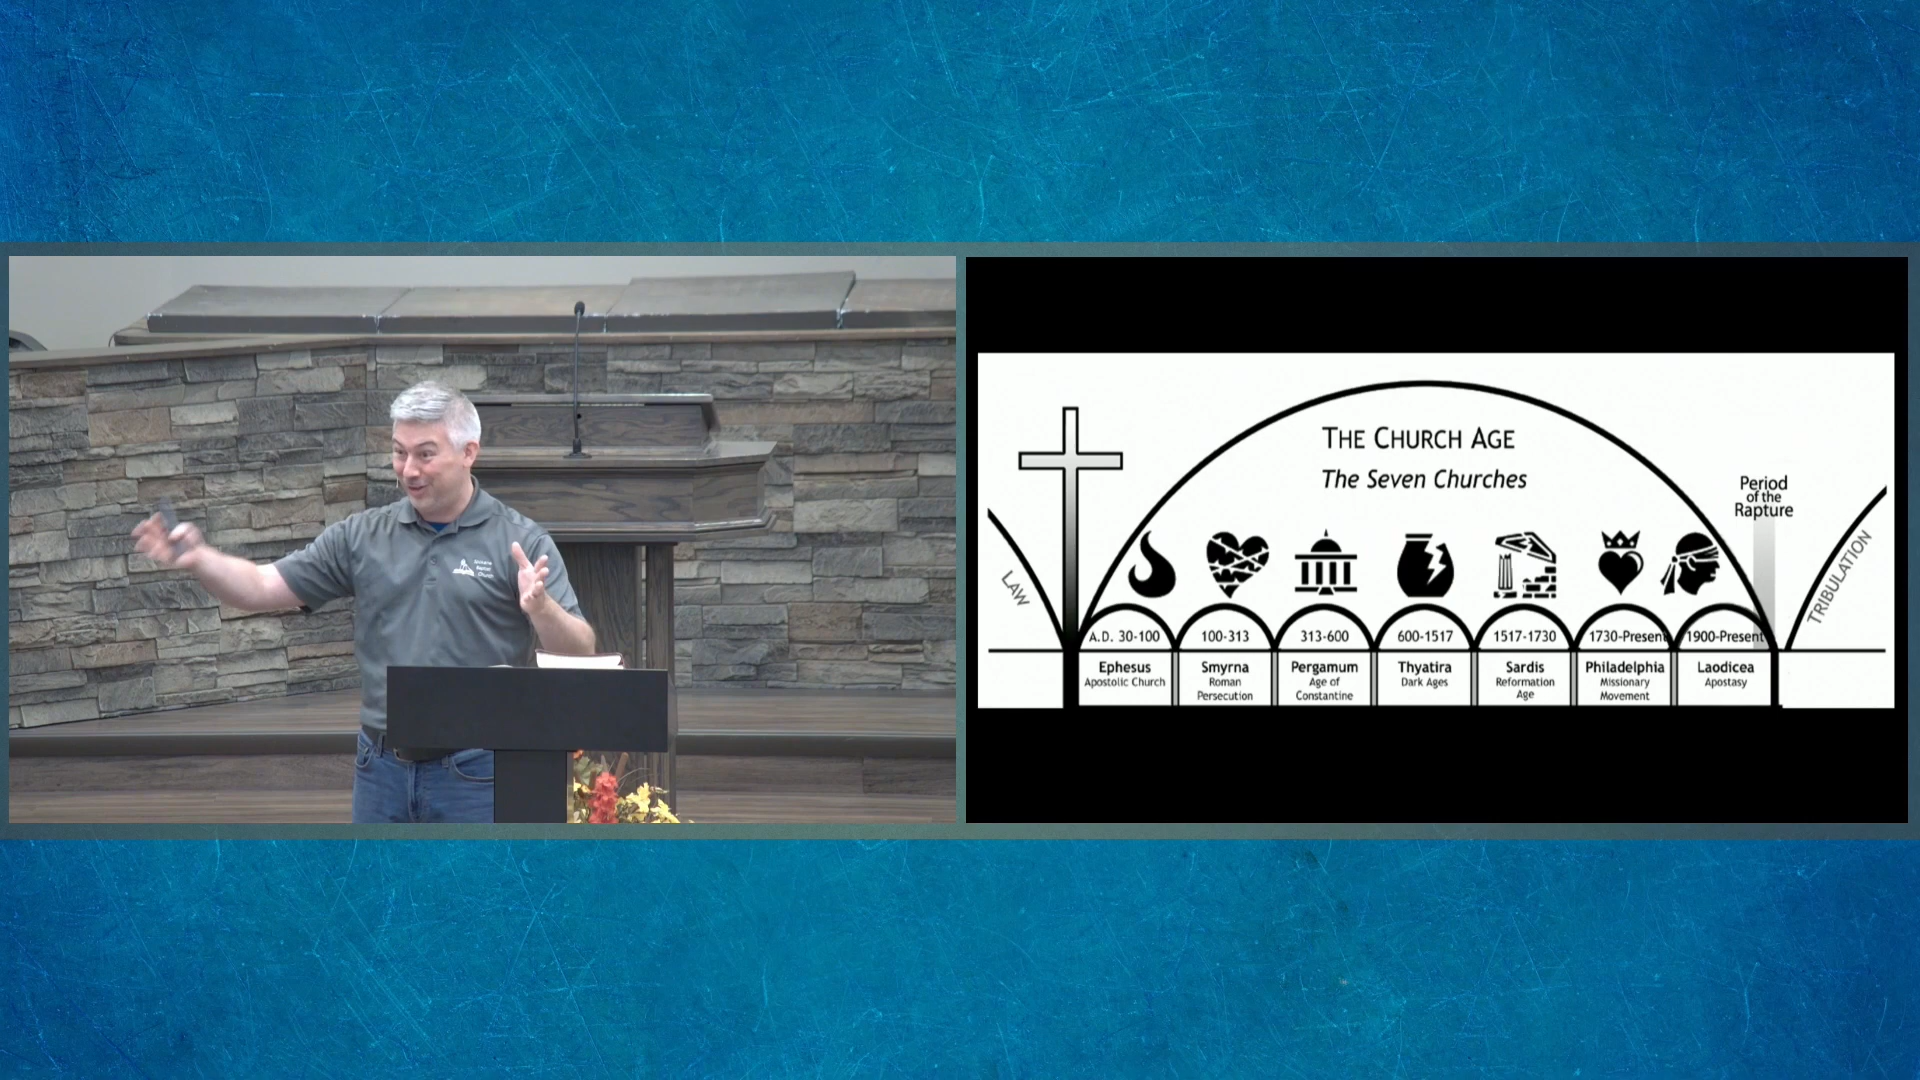 Baptist
Church
THE CHURCH AGE
The Seven Churches
Period
of the
Rapture
LAW
TRIBULATION
A.D. 30-100
100-313
313-600
600-1517
1517-1730
1730-Present
1900-Present
Ephesus
Apostolic Church
Smyrna
Roman
Persecution
Pergamum
Age of
Constantine
Thyatira
Dark Ages
Sardis
Reformation
Age
Philadelphia
Missionary
Movement
Laodicea
Apostasy